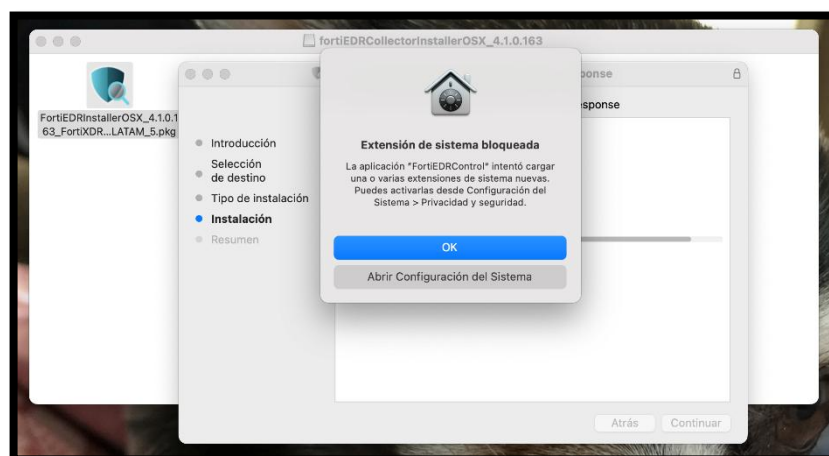 fortiEDRCollectorInstallerOSX_4.1.0.163
FortiEDRInstallerOSX_4.1.0.1
63_FortiXDR...LATAM_5.pkg
ponse
esponse
Introducción
Selección
de destino
Tipo de instalación
Instalación
Resumen
Extensión de sistema bloqueada
La aplicación "FortiEDRControl" intentó cargar
una o varias extensiones de sistema nuevas.
Puedes activarlas desde Configuración del
Sistema > Privacidad y seguridad.
OK
Abrir Configuración del Sistema
Atrás
Continuar